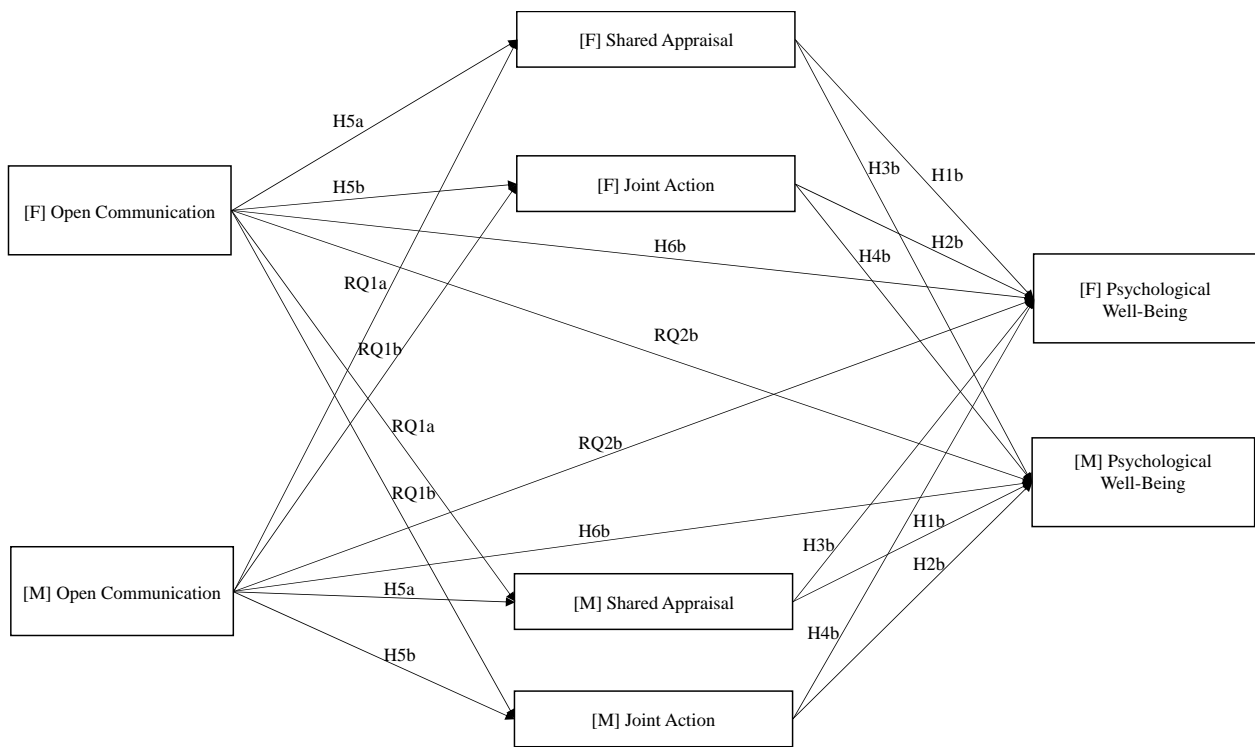 [F] Shared Appraisal
H5a
[F] Joint Action
H3b
H1b
H5b
[F] Open Communication
H2b
H6b
H4b
RQ1a
[F] Psychological
Well-Being
RQ2b
RQ1b
RQ1a
RQ2b
[M] Psychological
Well-Being
RQ1b
H1b
H6b
H3b
H2b
[M] Open Communication
H5a
[M] Shared Appraisal
H4b
H5b
[M] Joint Action